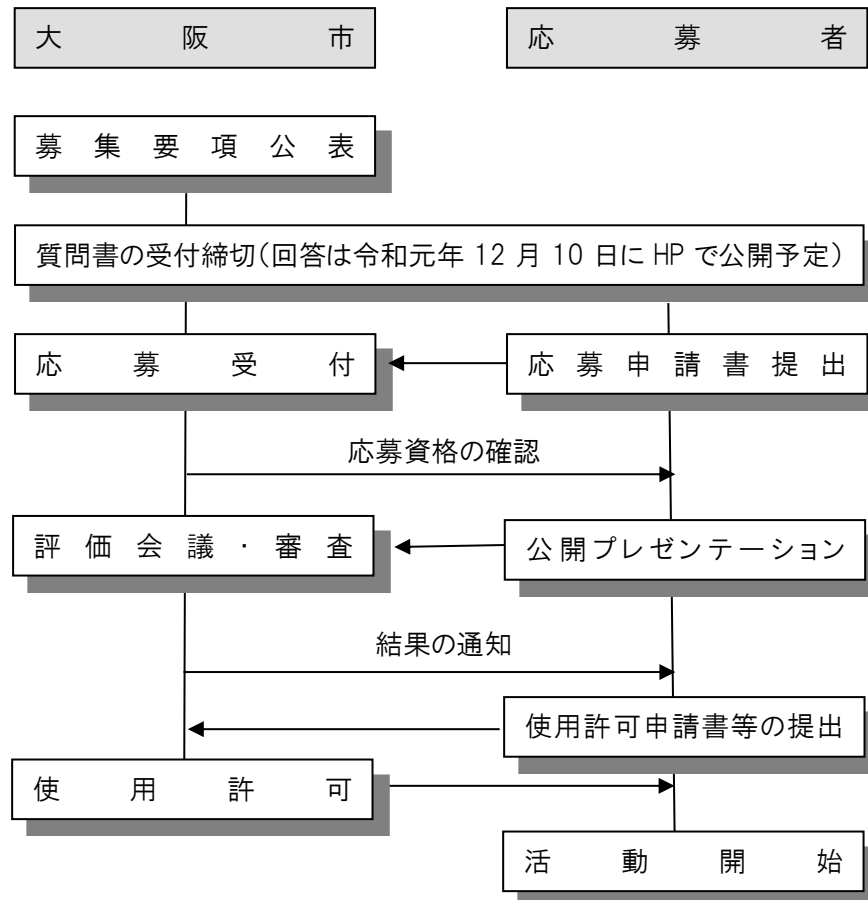 大阪市
応募者
募集要項公表
質問書の受付締切（回答は令和元年 12 月 10 日に HP で公開予定）
応募受付
応募申請書提出
応募資格の確認
評価会議・審査
公開プレゼンテーション
結果の通知
使用許可申請書等の提出
使用許可
活動開始